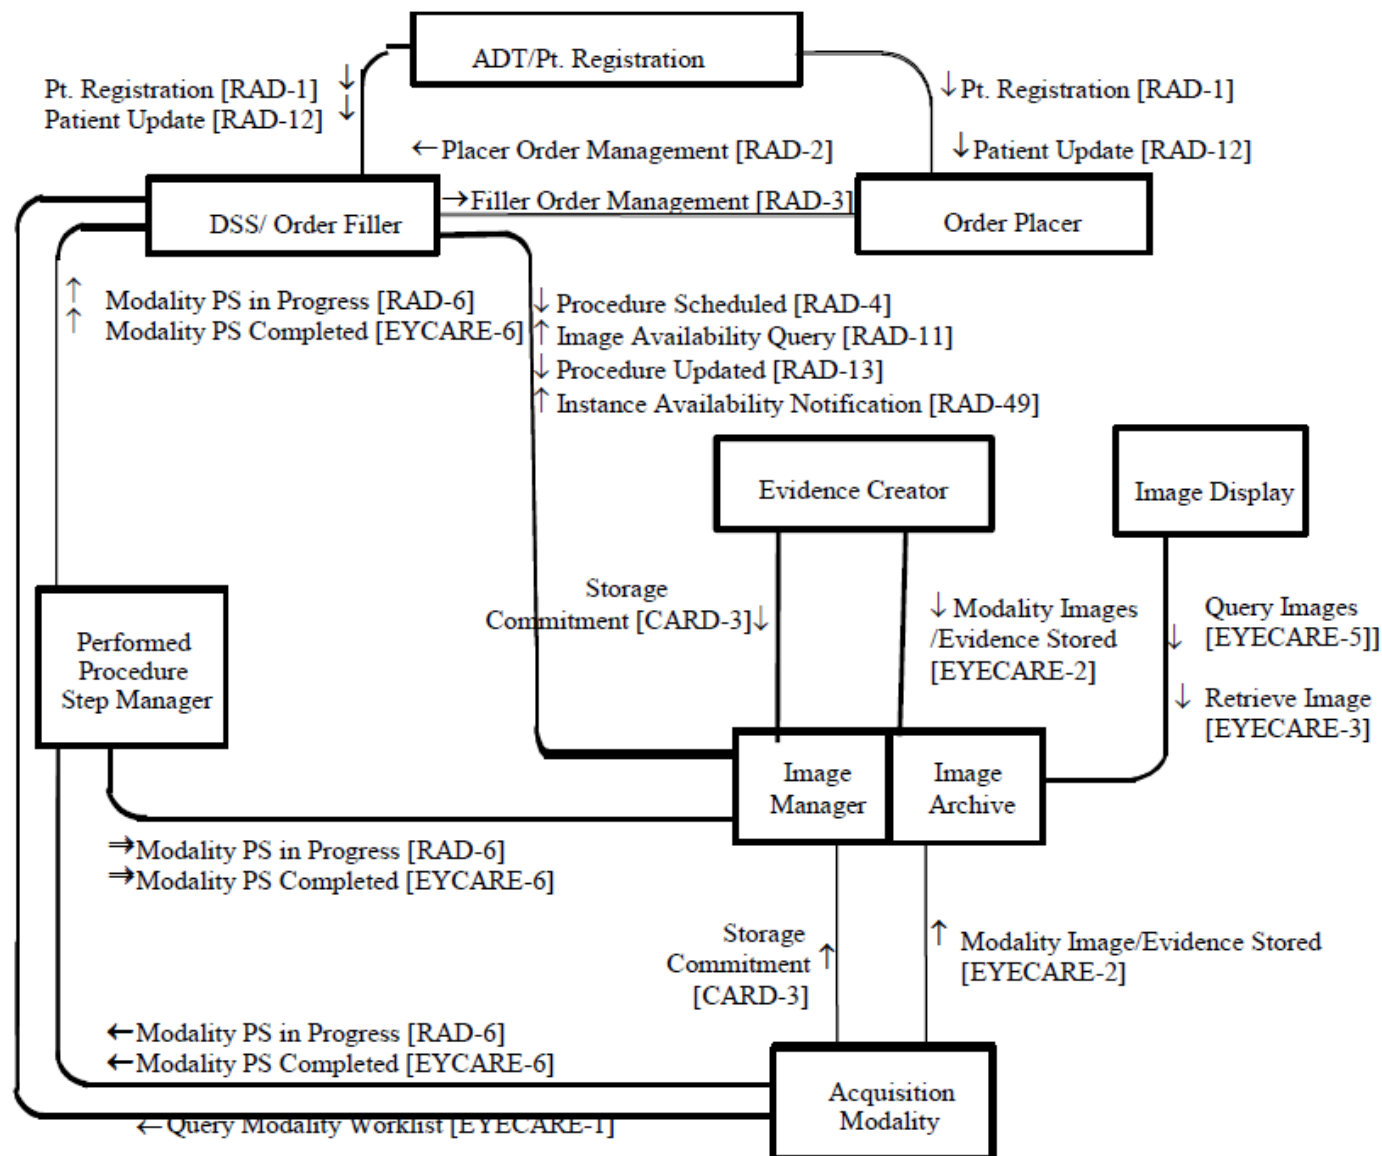 ADT/Pt. Registration
Pt. Registration [RAD-1] ↓
Patient Update [RAD-12] ↓
↓Pt. Registration [RAD-1]
←Placer Order Management [RAD-2]
↓Patient Update [RAD-12]
→Filler Order Management [RAD-3]
DSS/ Order Filler
Order Placer
↑ Modality PS in Progress [RAD-6]
↑ Modality PS Completed [EYCARE-6]
↓ Procedure Scheduled [RAD-4]
↑ Image Availability Query [RAD-11]
↓ Procedure Updated [RAD-13]
↑ Instance Availability Notification [RAD-49]
Evidence Creator
Image Display
Storage
Commitment [CARD-3]↓
↓ Modality Images
/Evidence Stored
[EYECARE-2]
Query Images
↓ [EYECARE-5]]
↓ Retrieve Image
[EYECARE-3]
Performed
Procedure
Step Manager
Image
Manager
Image
Archive
⇒Modality PS in Progress [RAD-6]
⇒Modality PS Completed [EYCARE-6]
Storage
Commitment ↑
[CARD-3]
↑ Modality Image/Evidence Stored
[EYECARE-2]
←Modality PS in Progress [RAD-6]
←Modality PS Completed [EYCARE-6]
←Query Modality Worklist [EYECARE-1]
Acquisition
Modality